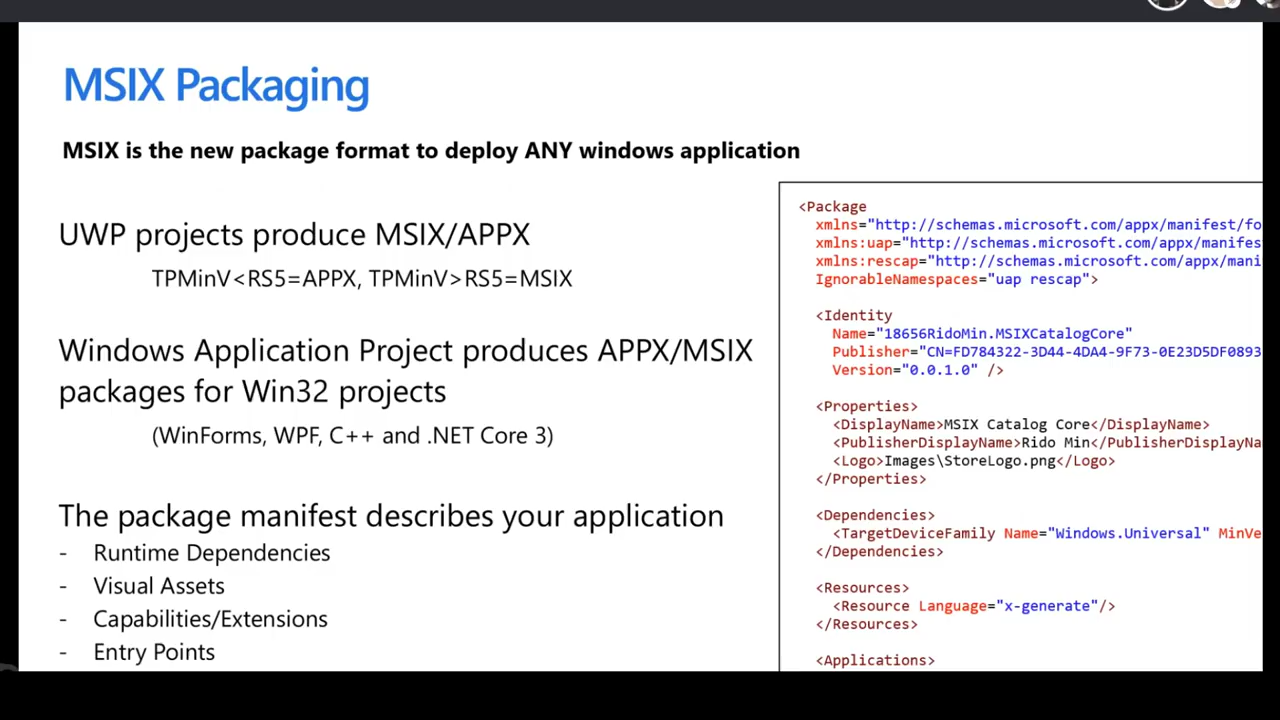 MSIX Packaging
MSIX is the new package format to deploy ANY windows application
UWP projects produce MSIX/APPX
TPMinV<RS5=APPX, TPMinV>RS5=MSIX
Windows Application Project produces APPX/MSIX
packages for Win32 projects
(WinForms, WPF, C++ and .NET Core 3)
The package manifest describes your application
- Runtime Dependencies
- Visual Assets
- Capabilities/Extensions
- Entry Points
<Package
xmlns="http://schemas.microsoft.com/appx/manifest/fo
xmlns:uap="http://schemas.microsoft.com/appx/manifes
xmlns:rescap="http://schemas.microsoft.com/appx/mani
IgnorableNamespaces="uap rescap">
<Identity
Name="18656RidoMin.MSIXCatalogCore"
Publisher="CN=FD784322-3D44-4DA4-9F73-0E23D5DF0893
Version="0.0.1.0" />
<Properties>
<DisplayName>MSIX Catalog Core</DisplayName>
<PublisherDisplayName>Rido Min</PublisherDisplayNa
<Logo>Images\StoreLogo.png</Logo>
</Properties>
<Dependencies>
<TargetDeviceFamily Name="Windows.Universal" MinVe
</Dependencies>
<Resources>
<Resource Language="x-generate"/>
</Resources>
<Applications>